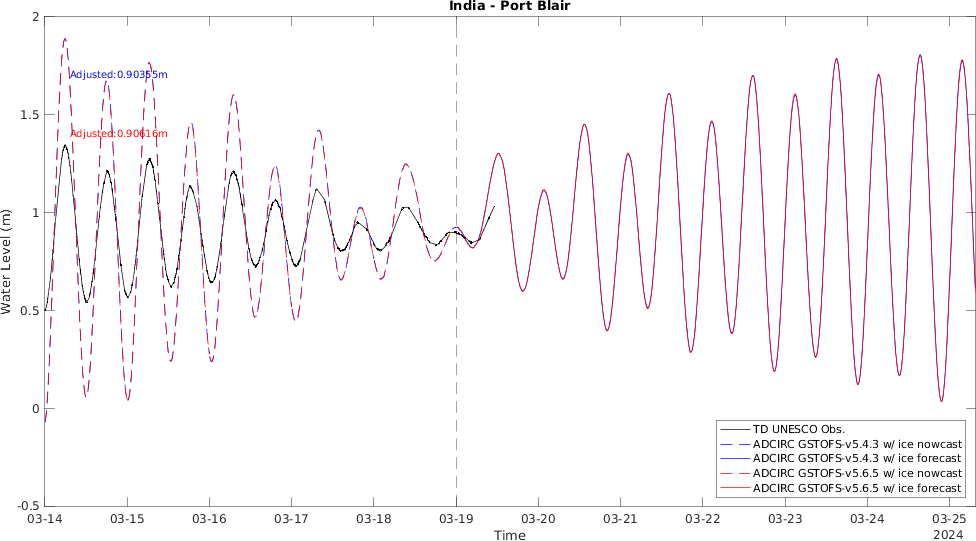 India - Port Blair
Water Level (m)
2
1.5
1
0.5
0
-0.5
Adjusted:0.90355m
Adjusted:0.90616m
TD UNESCO Obs.
ADCIRC GSTOFS-v5.4.3 w/ ice nowcast
ADCIRC GSTOFS-v5.4.3 w/ ice forecast
ADCIRC GSTOFS-v5.6.5 w/ ice nowcast
ADCIRC GSTOFS-v5.6.5 w/ ice forecast
03-14 03-15 03-16 03-17 03-18 03-19 03-20 03-21 03-22 03-23 03-24 03-25
Time
2024